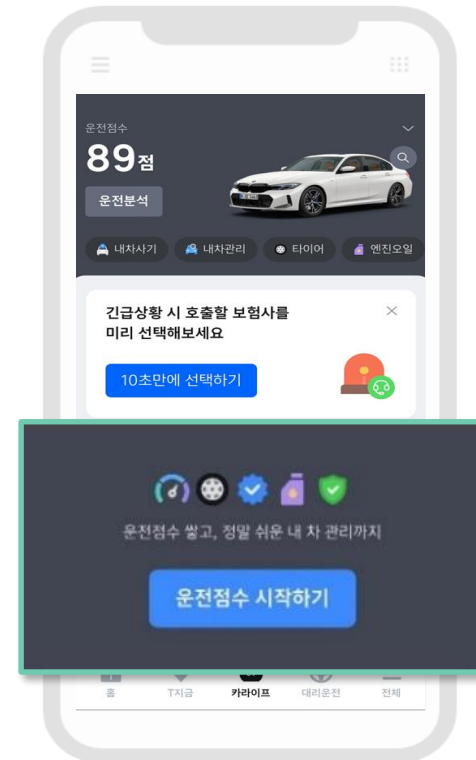 운전점수
89점
운전분석
내차사기 내차관리 타이어 엔진오일
긴급상황 시 호출할 보험사를
미리 선택해보세요
10초만에 선택하기
운전점수 쌓고, 정말 쉬운 내 차 관리까지
운전점수 시작하기
홈 T지금 카라이프 대리운전 전체